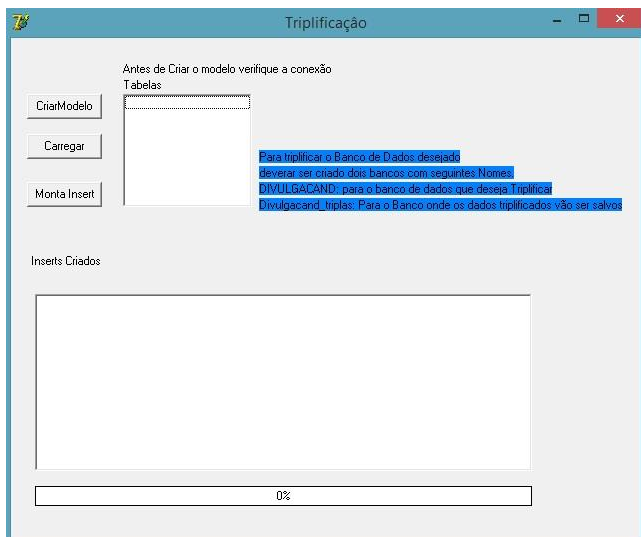 Triplificação
Antes de Criar o modelo verifique a conexão
Tabelas
CriarModelo
Carregar
Monta Insert
Para triplificar o Banco de Dados desejado
deverar ser criado dois bancos com seguintes Nomes.
DIVULGACAND: para o banco de dados que deseja Triplificar
Divulgacand_triplas: Para o Banco onde os dados triplificados vão ser salvos
Inserts Criados
0%